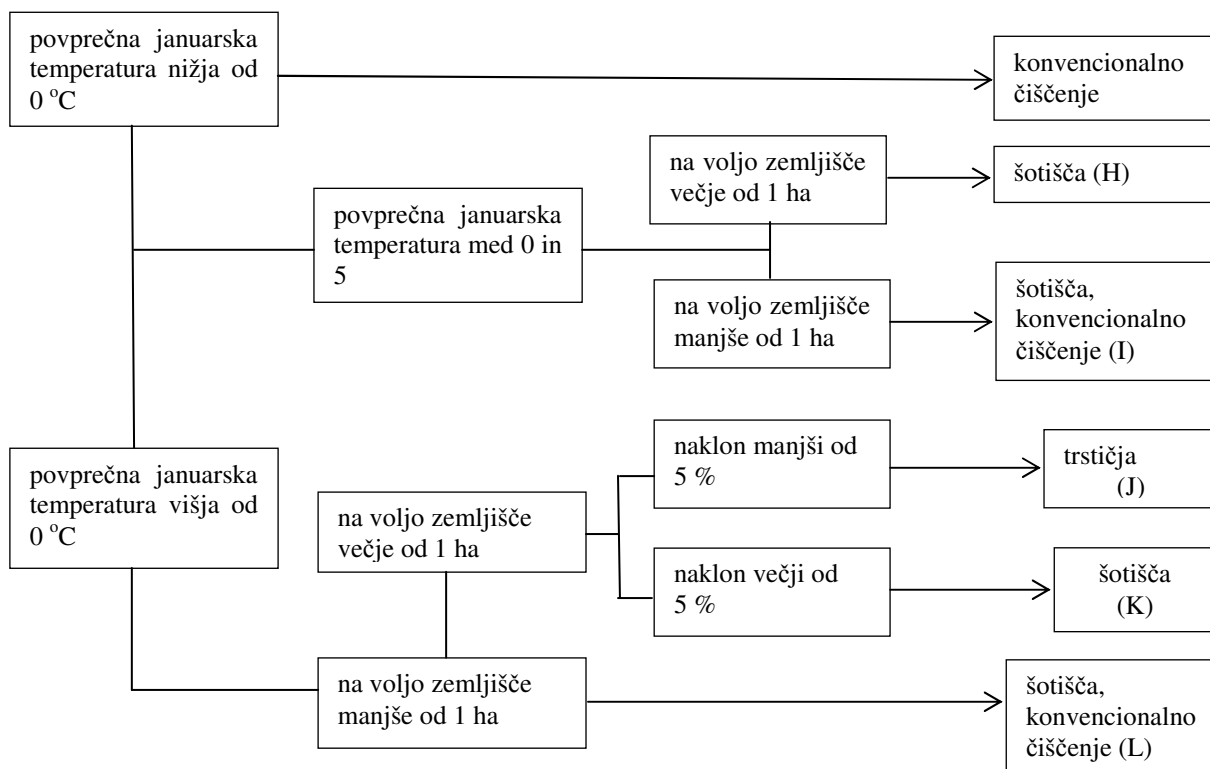 povprečna januarska
temperatura nižja od
0 °C
konvencionalno
čiščenje
na voljo zemljišče
večje od 1 ha
šotišča (H)
povprečna januarska
temperatura med 0 in
5
na voljo zemljišče
manjše od 1 ha
šotišča,
konvencionalno
čiščenje (I)
povprečna januarska
temperatura višja od
0 °C
na voljo zemljišče
večje od 1 ha
naklon manjši od
5 %
trstičja
(J)
naklon večji od
5 %
šotišča
(K)
na voljo zemljišče
manjše od 1 ha
šotišča,
konvencionalno
čiščenje (L)